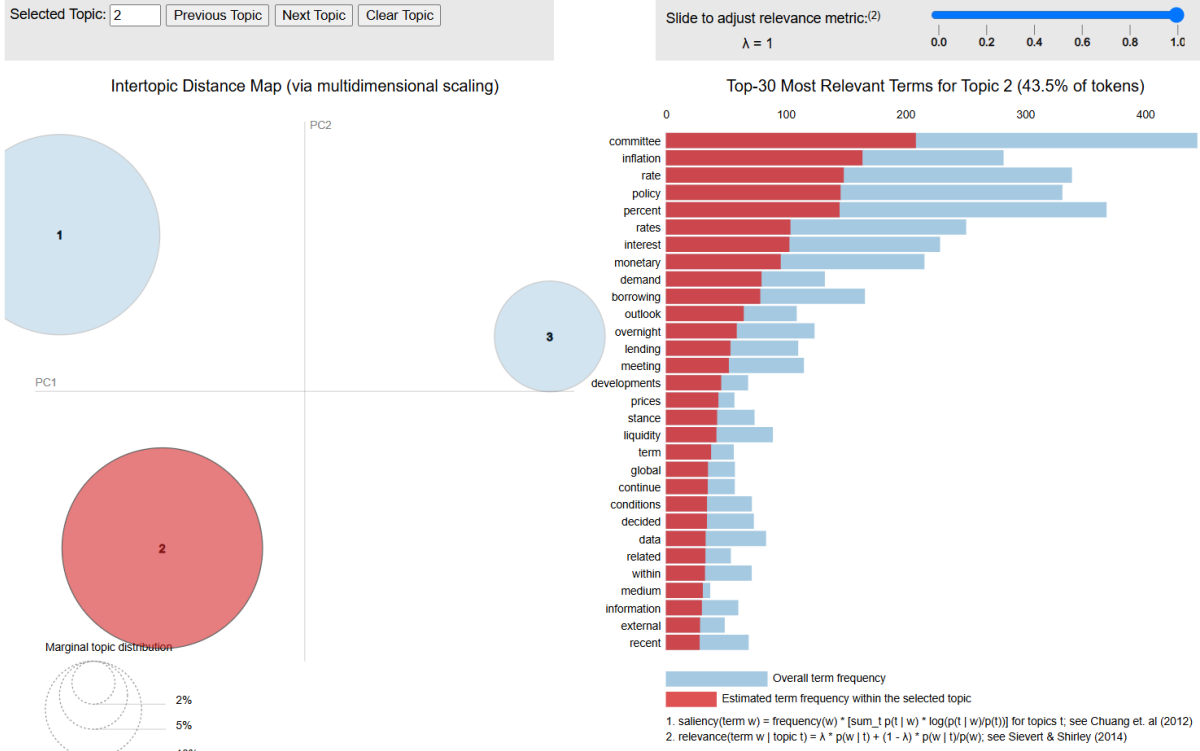 Selected Topic: 2 Previous Topic Next Topic Clear Topic
Slide to adjust relevance metric:(2)
λ = 1
0.0 0.2 0.4 0.6 0.8 1.0
Intertopic Distance Map (via multidimensional scaling)
PC2
PC1
1
3
2
Marginal topic distribution
2%
5%
Top-30 Most Relevant Terms for Topic 2 (43.5% of tokens)
0 100 200 300 400
committee
inflation
rate
policy
percent
rates
interest
monetary
demand
borrowing
outlook
overnight
lending
meeting
developments
prices
stance
liquidity
term
global
continue
conditions
decided
data
related
within
medium
information
external
recent
Overall term frequency
Estimated term frequency within the selected topic
1. saliency(term w) = frequency(w) * [sum_t p(t | w) * log(p(t | w)/p(t))] for topics t; see Chuang et. al (2012)
2. relevance(term w | topic t) = λ * p(w | t) + (1 - λ) * p(w | t)/p(w); see Sievert & Shirley (2014)